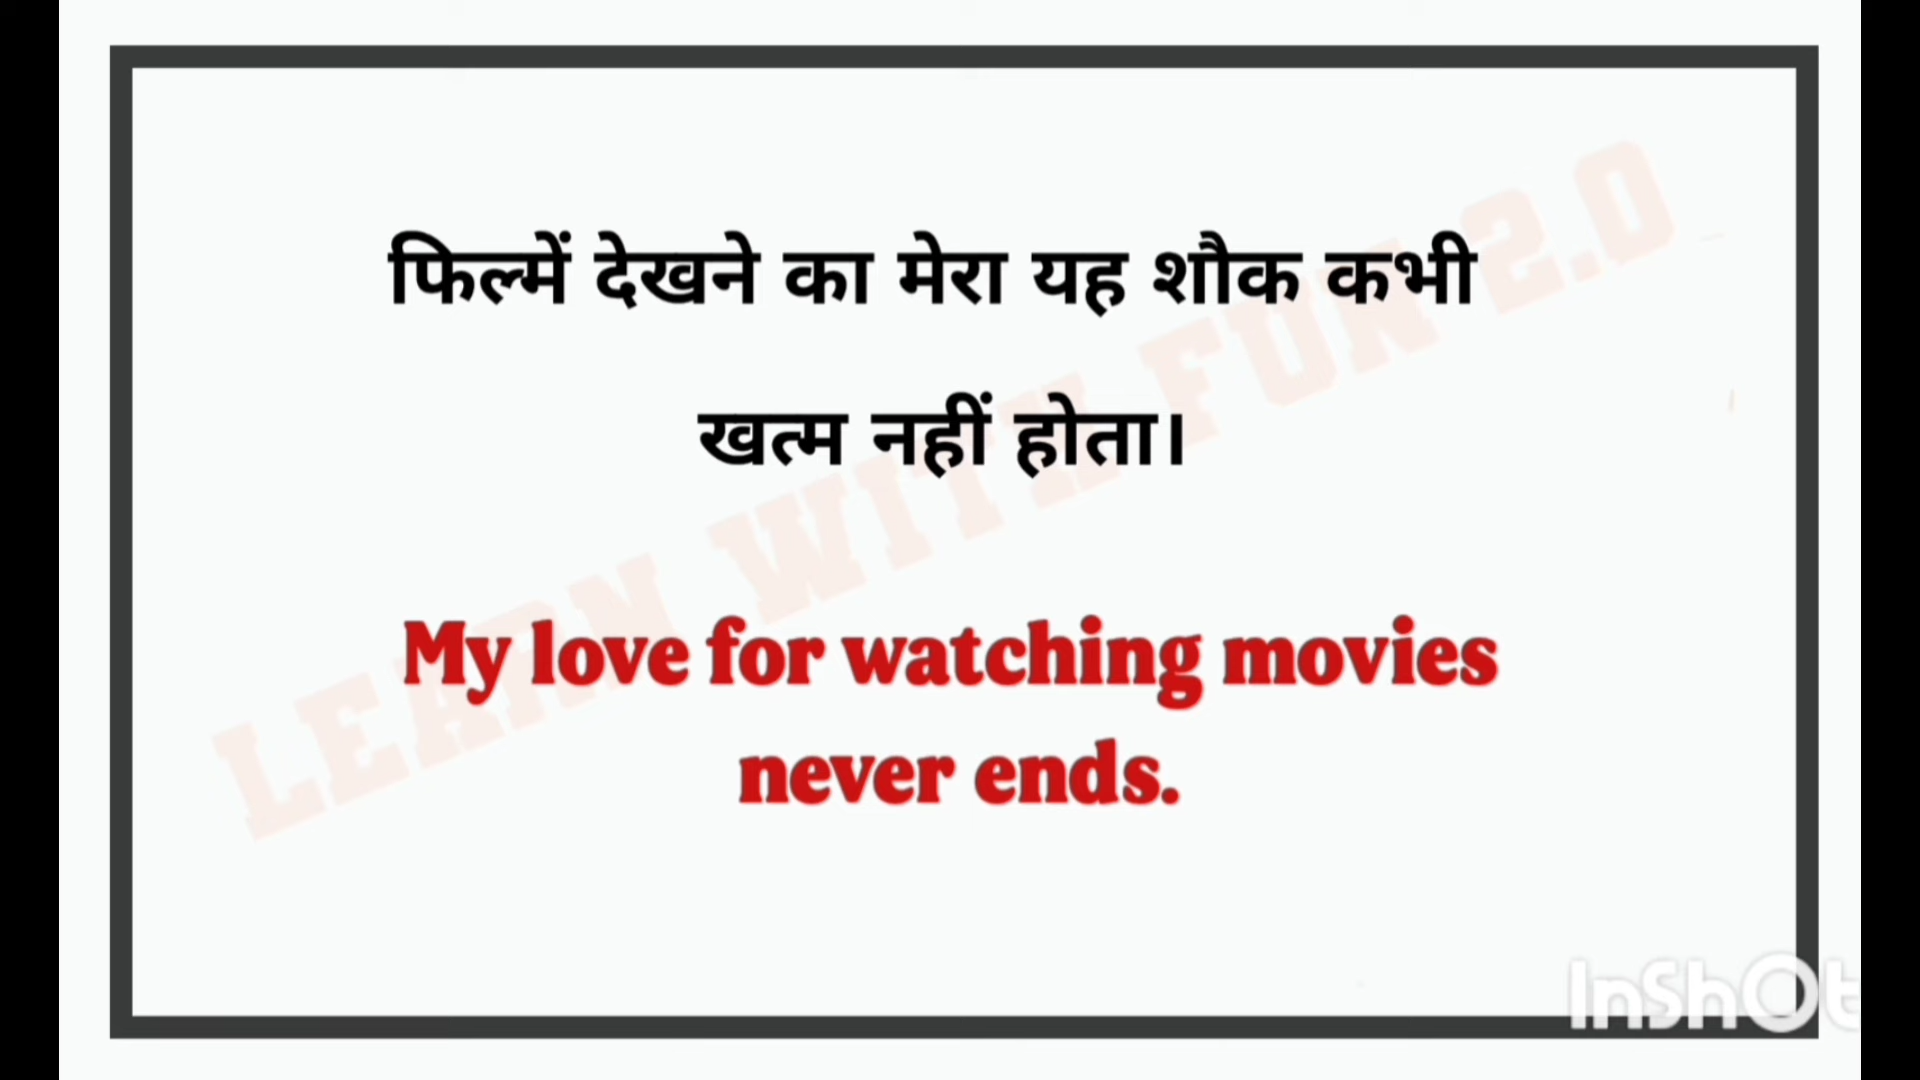 फिल्में देखने का मेरा यह शौक कभी
खत्म नहीं होता।
My love for watching movies
never ends.
LEARN WITH FUN 2.0
InShOt